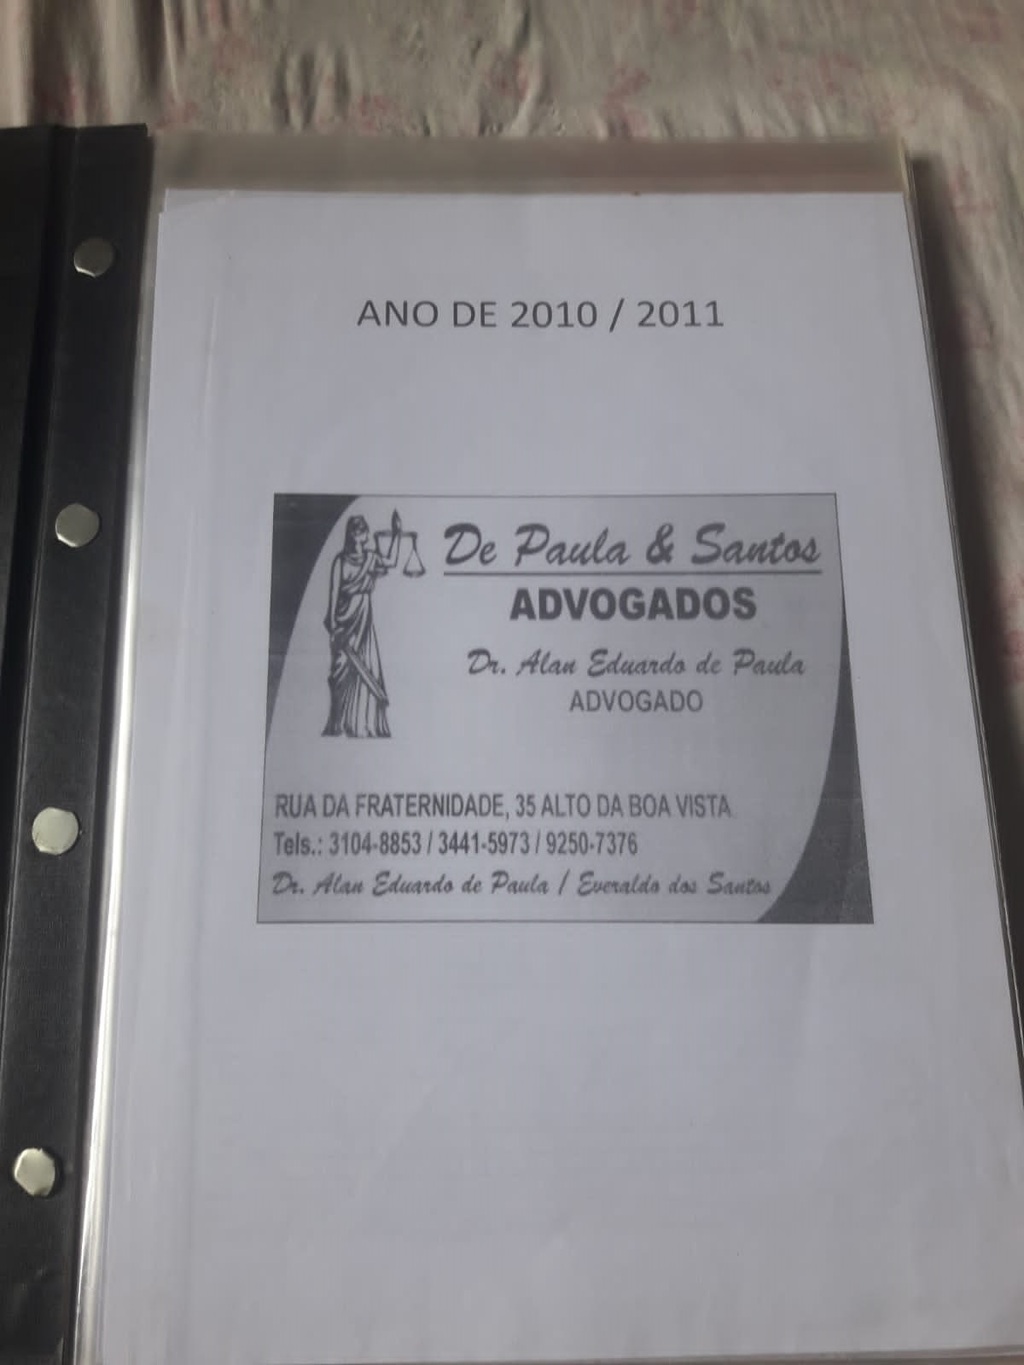 ANO DE 2010 / 2011
De Paula & Santos
ADVOGADOS
Dr. Alan Eduardo de Paula
ADVOGADO
RUA DA FRATERNIDADE, 35 ALTO DA BOA VISTA
Tels.: 3104-8853 / 3441-5973 / 9250-7376
Dr. Alan Eduardo de Paula / Everaldo dos Santos